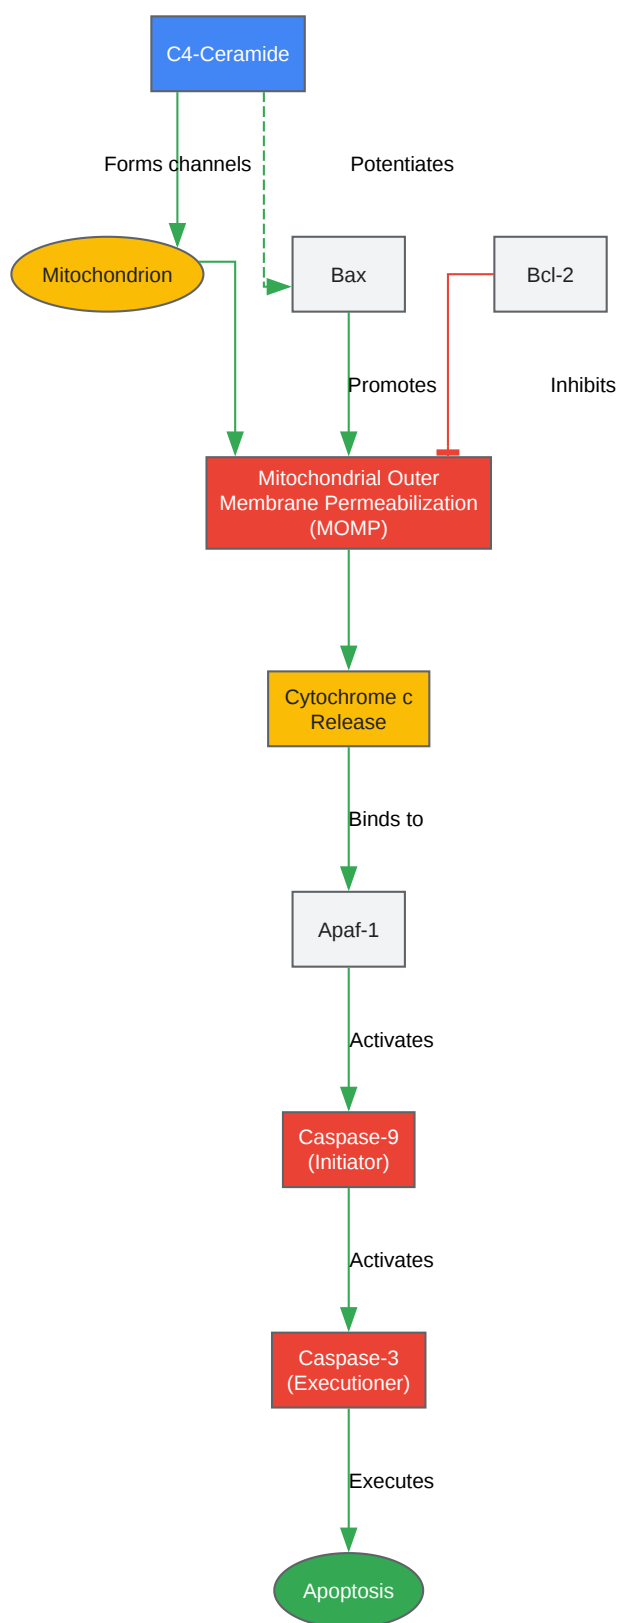 C4-Ceramide
Forms channels
Potentiates
Mitochondrion
Bax
Bcl-2
Promotes
Inhibits
Mitochondrial Outer
Membrane Permeabilization
(MOMP)
Cytochrome c
Release
Binds to
Apaf-1
Activates
Caspase-9
(Initiator)
Activates
Caspase-3
(Executioner)
Executes
Apoptosis